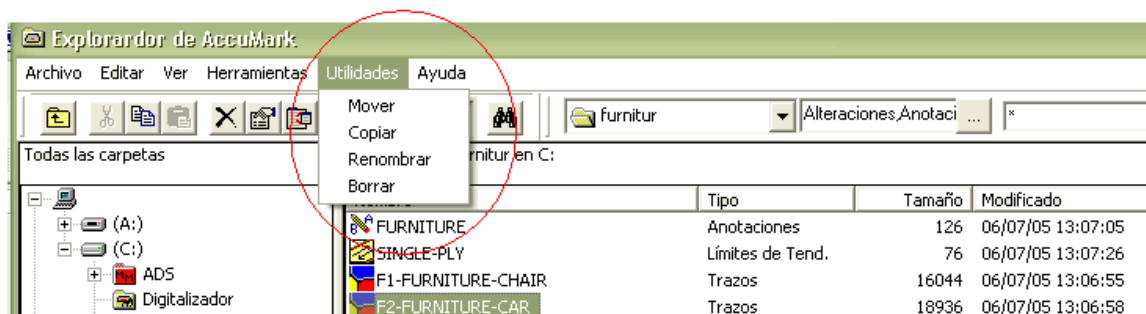 Explorardor de AccuMark
Archivo Editar Ver Herramientas Utilidades Ayuda
Mover
Copiar
Renombrar
Borrar
furnitur
Alteraciones,Anotaci
...
*
Todas las carpetas
rnitur en C:
Tipo Tamaño Modificado
(A:)
(C:)
ADS
Digitalizador
FURNITURE Anotaciones 126 06/07/05 13:07:05
SINGLE-PLY Límites de Tend. 76 06/07/05 13:07:26
F1-FURNITURE-CHAIR Trazos 16044 06/07/05 13:06:55
F2-FURNITURE-CAR Trazos 18936 06/07/05 13:06:58